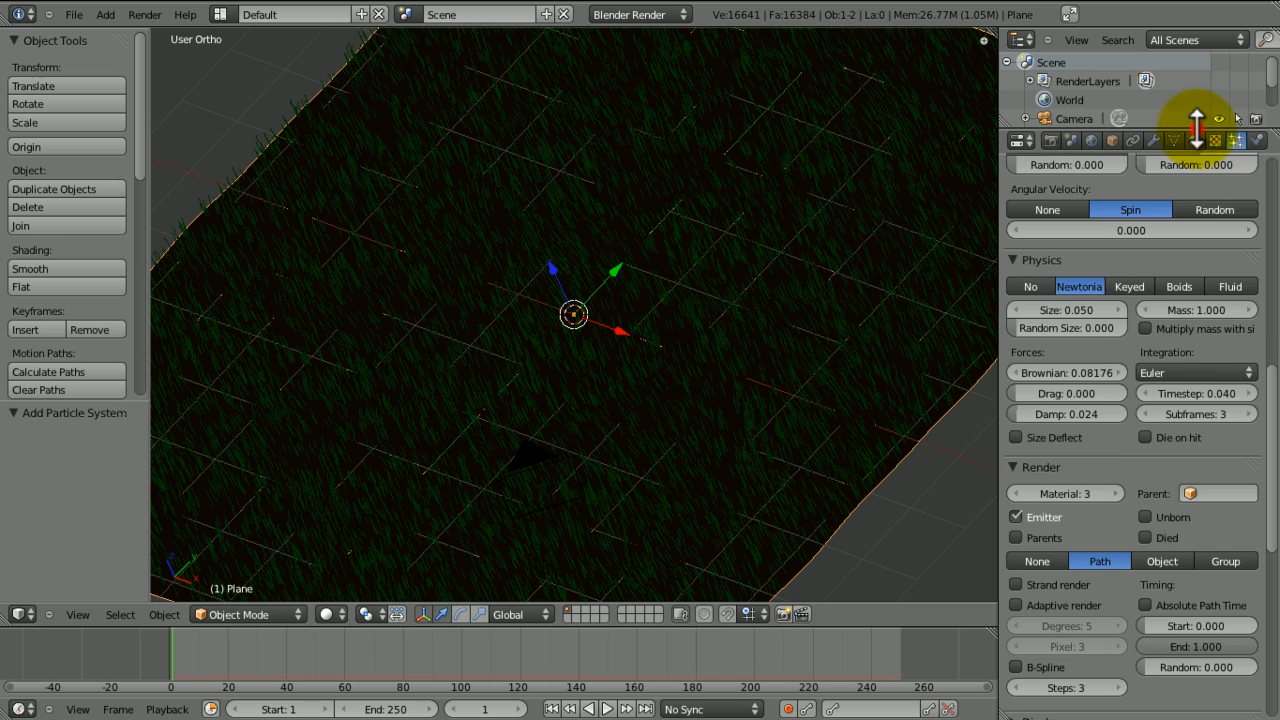 Add Render Help Default Scene Blender Render Ve:16641 | Fa:16384 | Ob:1-2 | La:0 | Mem:26.77M (1.05M) | Plane
Object Tools
Transform:
Translate
Rotate
Scale
Origin
Object:
Duplicate Objects
Delete
Join
Shading:
Smooth
Flat
Keyframes:
Insert Remove
Motion Paths:
Calculate Paths
Clear Paths
Add Particle System
User Ortho
(1) Plane
View Select Object Object Mode Global
-40 -20 0 20 40 60 80 100 120 140 160 180 200 220 240 260
View Frame Playback Start: 1 End: 250 1 No Sync
View Search All Scenes
Scene
RenderLayers |
World
Camera |
Random: 0.000 Random: 0.000
Angular Velocity:
None Spin Random
0.000
Physics
No Newtonia Keyed Boids Fluid
Size: 0.050 Mass: 1.000
Random Size: 0.000 Multiply mass with si
Forces: Integration:
Brownian: 0.08176 Euler
Drag: 0.000 Timestep: 0.040
Damp: 0.024 Subframes: 3
Size Deflect Die on hit
Render
Material: 3 Parent:
Emitter Unborn
Parents Died
None Path Object Group
Strand render Timing:
Adaptive render Absolute Path Time
Degrees: 5 Start: 0.000
Pixel: 3 End: 1.000
B-Spline Random: 0.000
Steps: 3